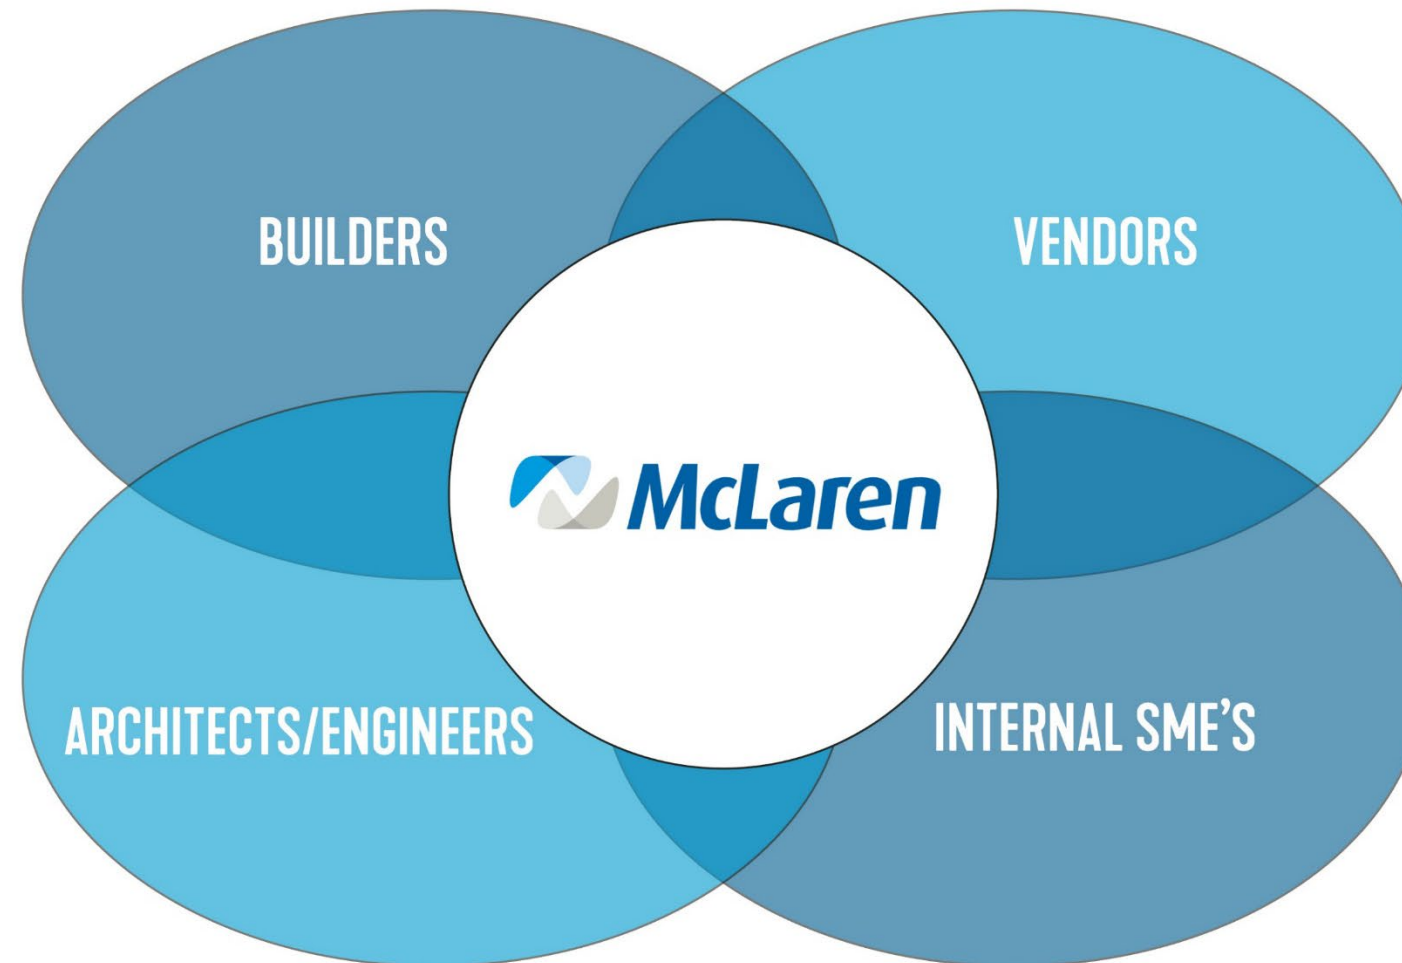 BUILDERS
VENDORS
McLaren
ARCHITECTS/ENGINEERS
INTERNAL SME’S